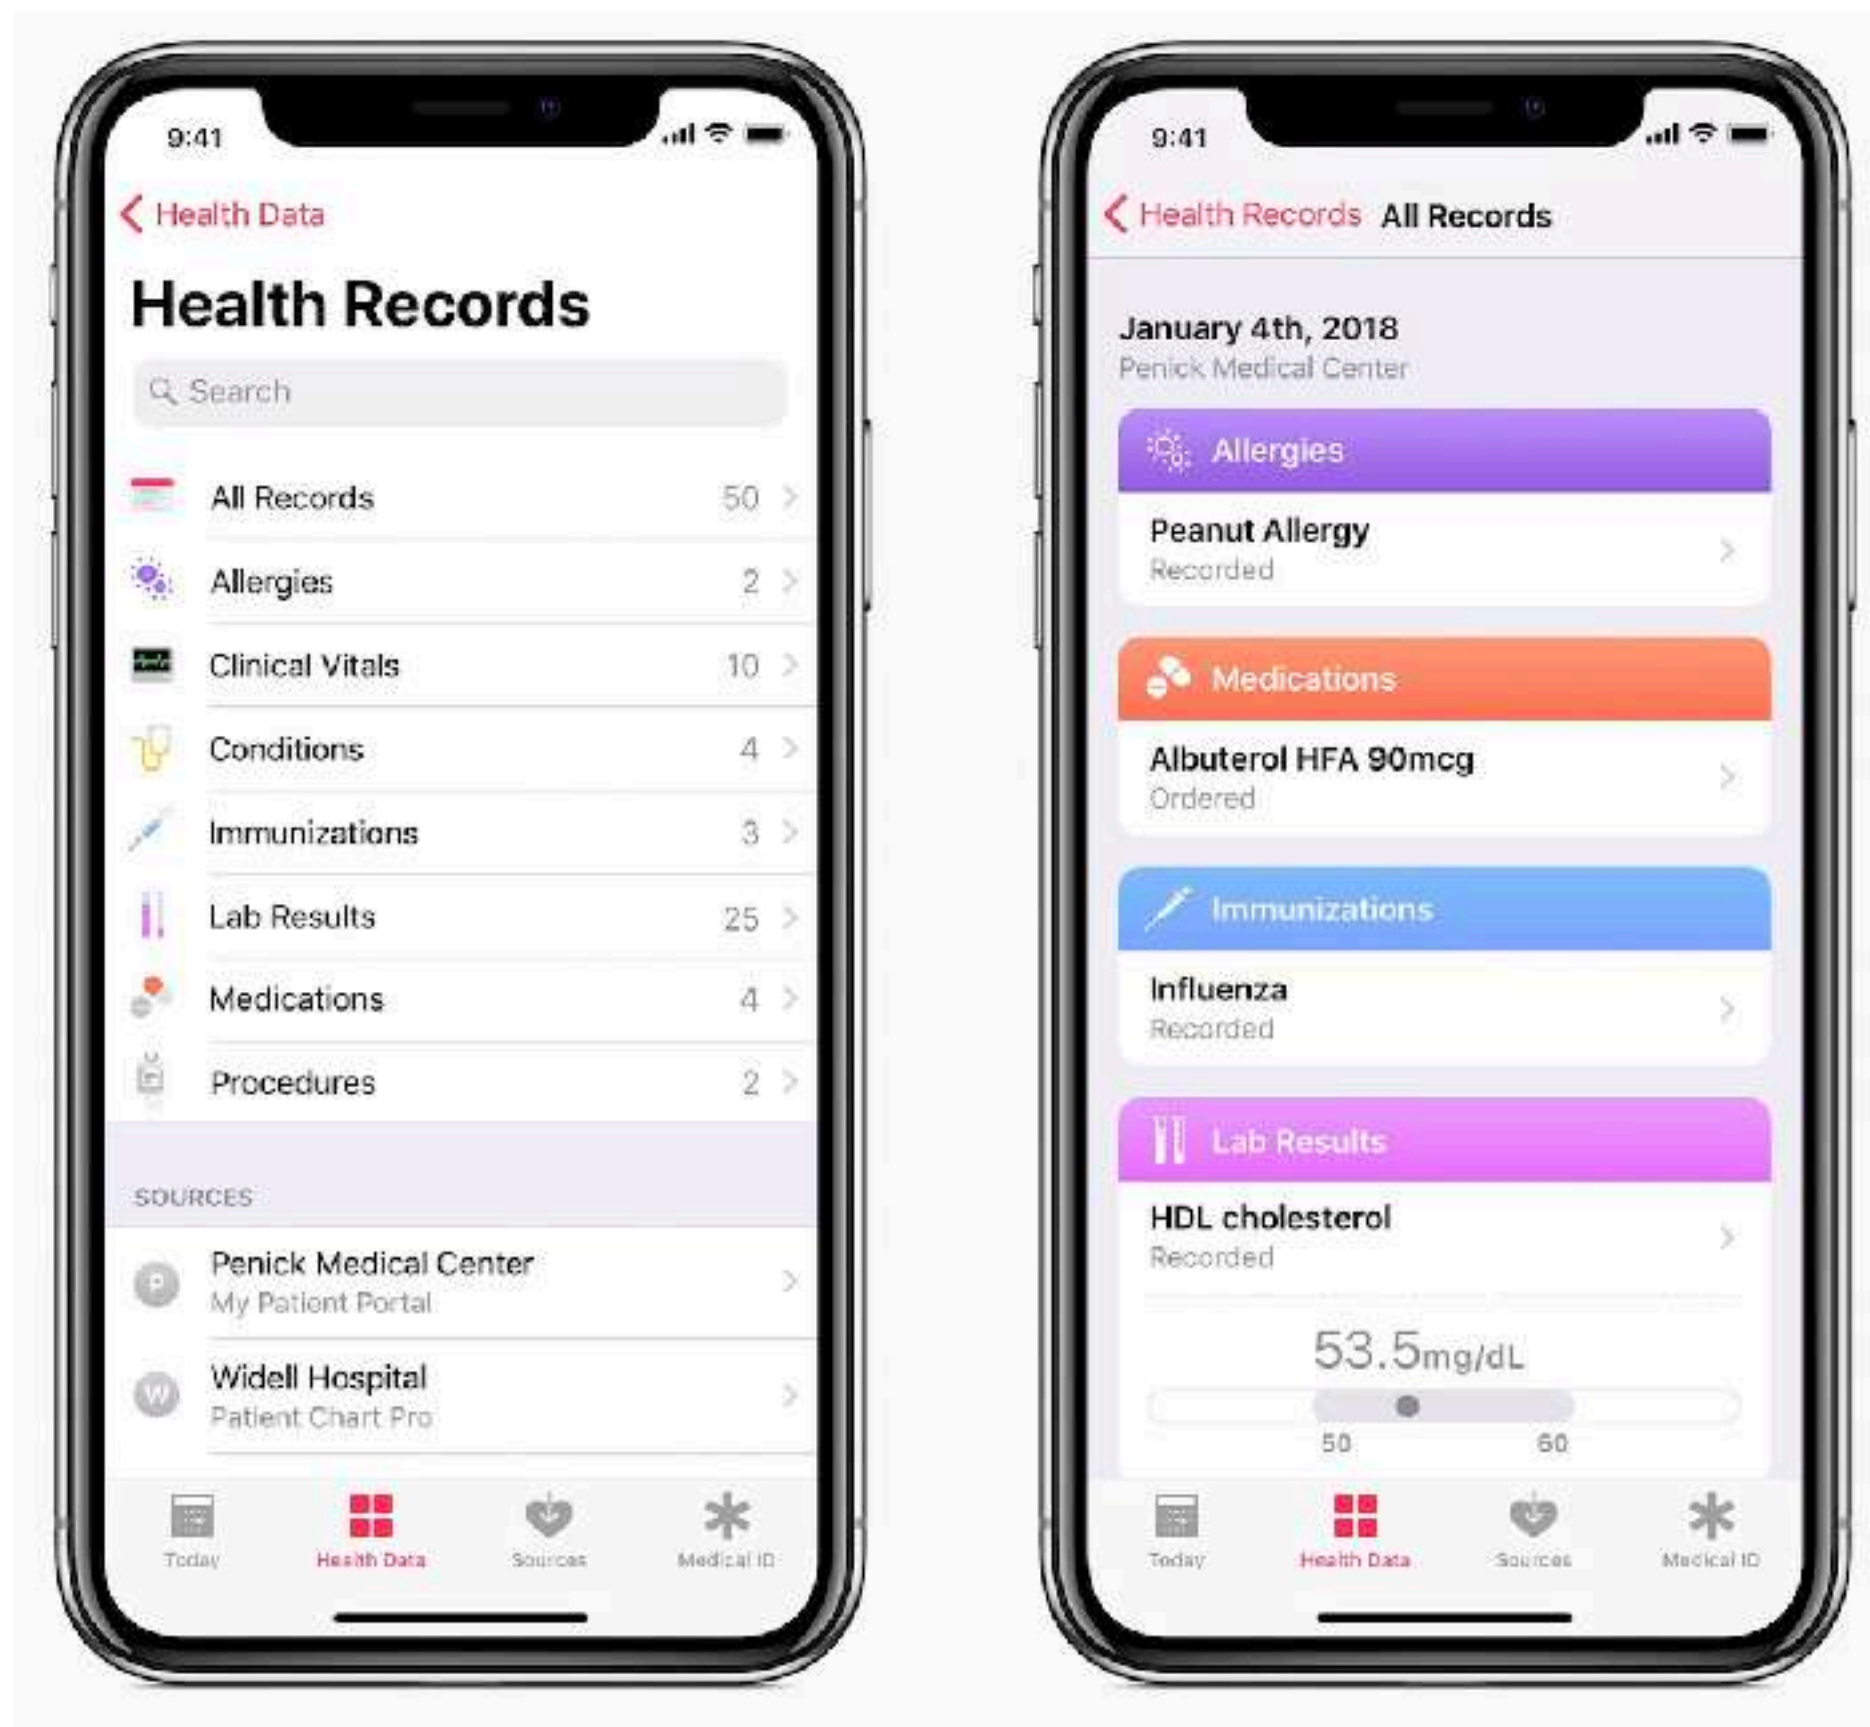 9:41
Health Data
Health Records
Search
All Records 50
Allergies 2
Clinical Vitals 10
Conditions 4
Immunizations 3
Lab Results 25
Medications 4
Procedures 2
SOURCES
P Penick Medical Center
My Patient Portal
W Widell Hospital
Patient Chart Pro
Today Health Data Sources Medical ID
9:41
Health Records All Records
January 4th, 2018
Penick Medical Center
Allergies
Peanut Allergy
Recorded
Medications
Albuterol HFA 90mcg
Ordered
Immunizations
Influenza
Recorded
Lab Results
HDL cholesterol
Recorded
53.5mg/dL
50 60
Today Health Data Sources Medical ID